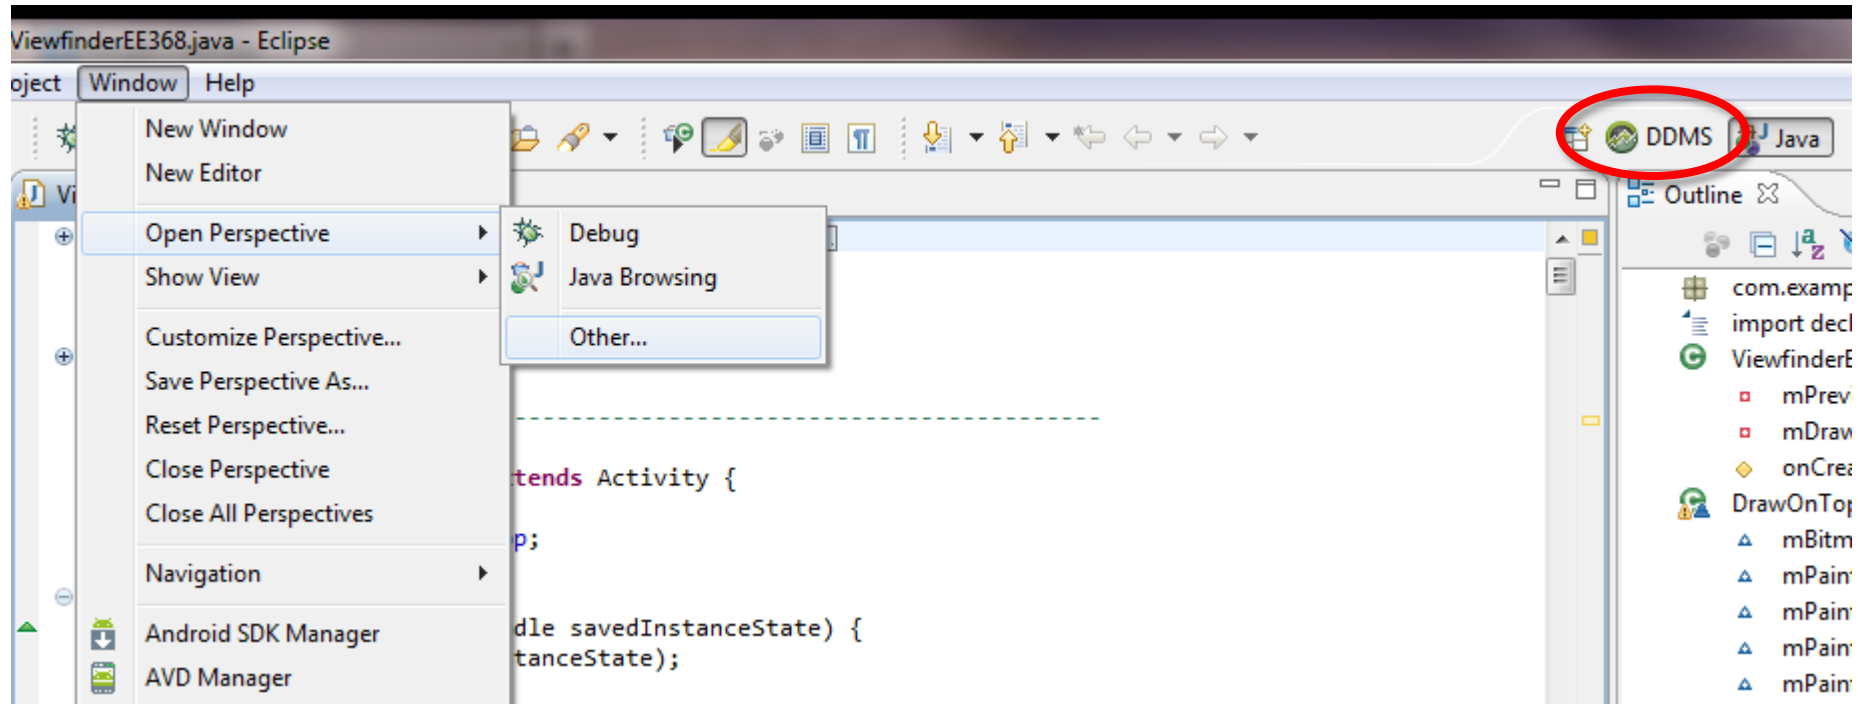 ViewfinderEE368.java - Eclipse
oject Window Help
New Window
New Editor
Open Perspective
Show View
Customize Perspective...
Save Perspective As...
Reset Perspective...
Close Perspective
Close All Perspectives
Navigation
Android SDK Manager
AVD Manager
Debug
Java Browsing
Other...
DDMS Java
Vi
tends Activity {
p;
dle savedInstanceState) {
tanceState);
Outline
com.examp
import decl
ViewfinderE
mPrev
mDraw
onCrea
DrawOnTop
mBitm
mPain
mPain
mPain
mPain